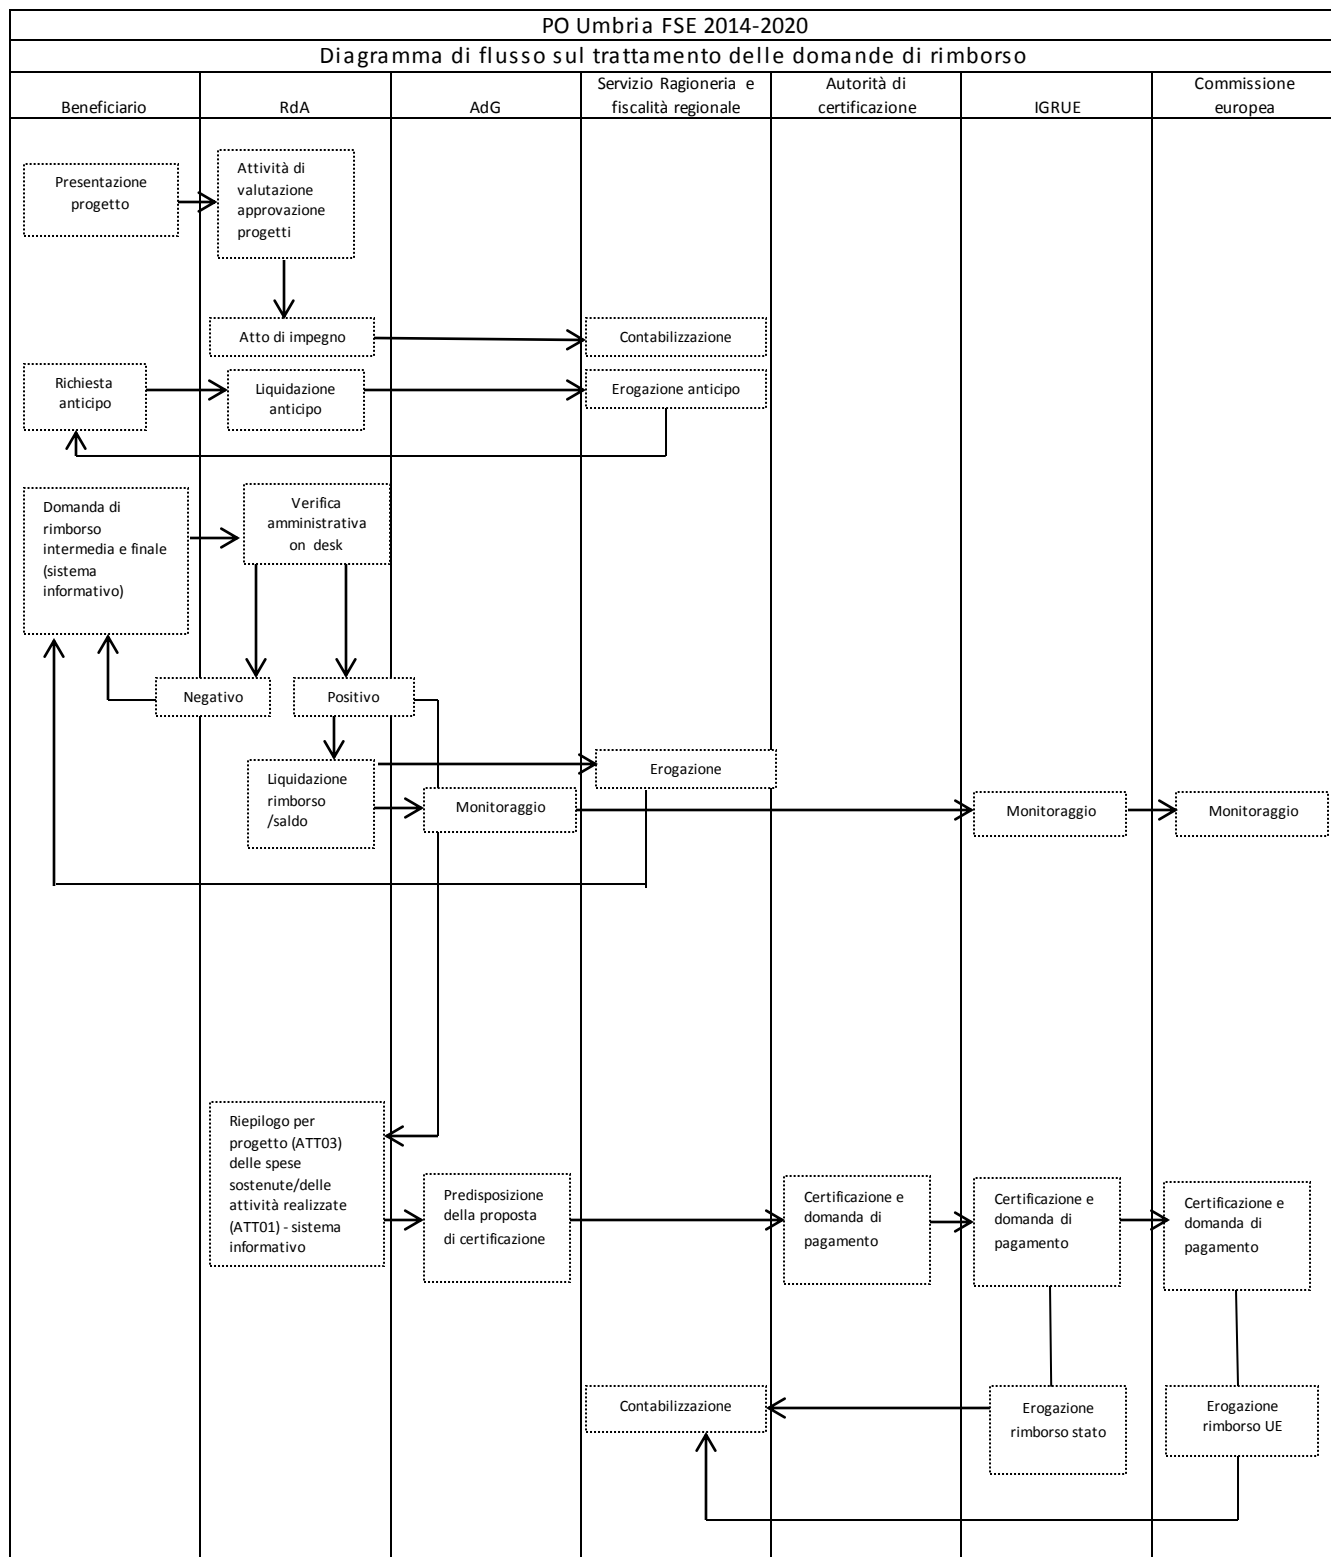 PO Umbria FSE 2014-2020
Diagramma di flusso sul trattamento delle domande di rimborso
Beneficiario
RdA
AdG
Servizio Ragioneria e
fiscalità regionale
Autorità di
certificazione
IGRUE
Commissione
europea
Presentazione
progetto
Attività di
valutazione
approvazione
progetti
Atto di impegno
Contabilizzazione
Richiesta
anticipo
Liquidazione
anticipo
Erogazione anticipo
Domanda di
rimborso
intermedia e finale
(sistema
informativo)
Verifica
amministrativa
on desk
Negativo
Positivo
Liquidazione
rimborso
/saldo
Erogazione
Monitoraggio
Monitoraggio
Monitoraggio
Riepilogo per
progetto (ATT03)
delle spese
sostenute/delle
attività realizzate
(ATT01) - sistema
informativo
Predisposizione
della proposta
di certificazione
Certificazione e
domanda di
pagamento
Certificazione e
domanda di
pagamento
Certificazione e
domanda di
pagamento
Contabilizzazione
Erogazione
rimborso stato
Erogazione
rimborso UE